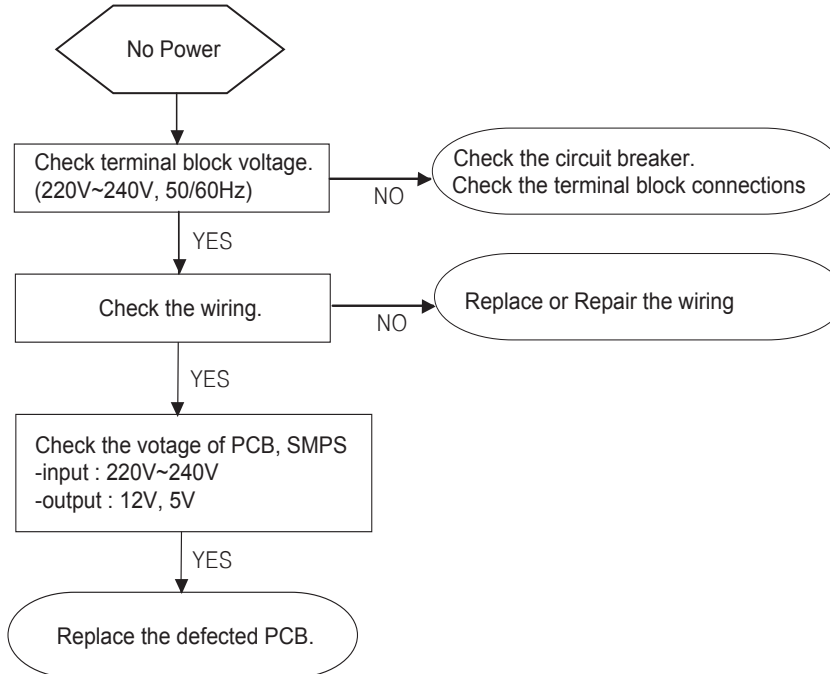 No Power
Check terminal block voltage.
(220V~240V, 50/60Hz)
NO
Check the circuit breaker.
Check the terminal block connections
YES
Check the wiring.
NO
Replace or Repair the wiring
YES
Check the votage of PCB, SMPS
-input : 220V~240V
-output : 12V, 5V
YES
Replace the defected PCB.